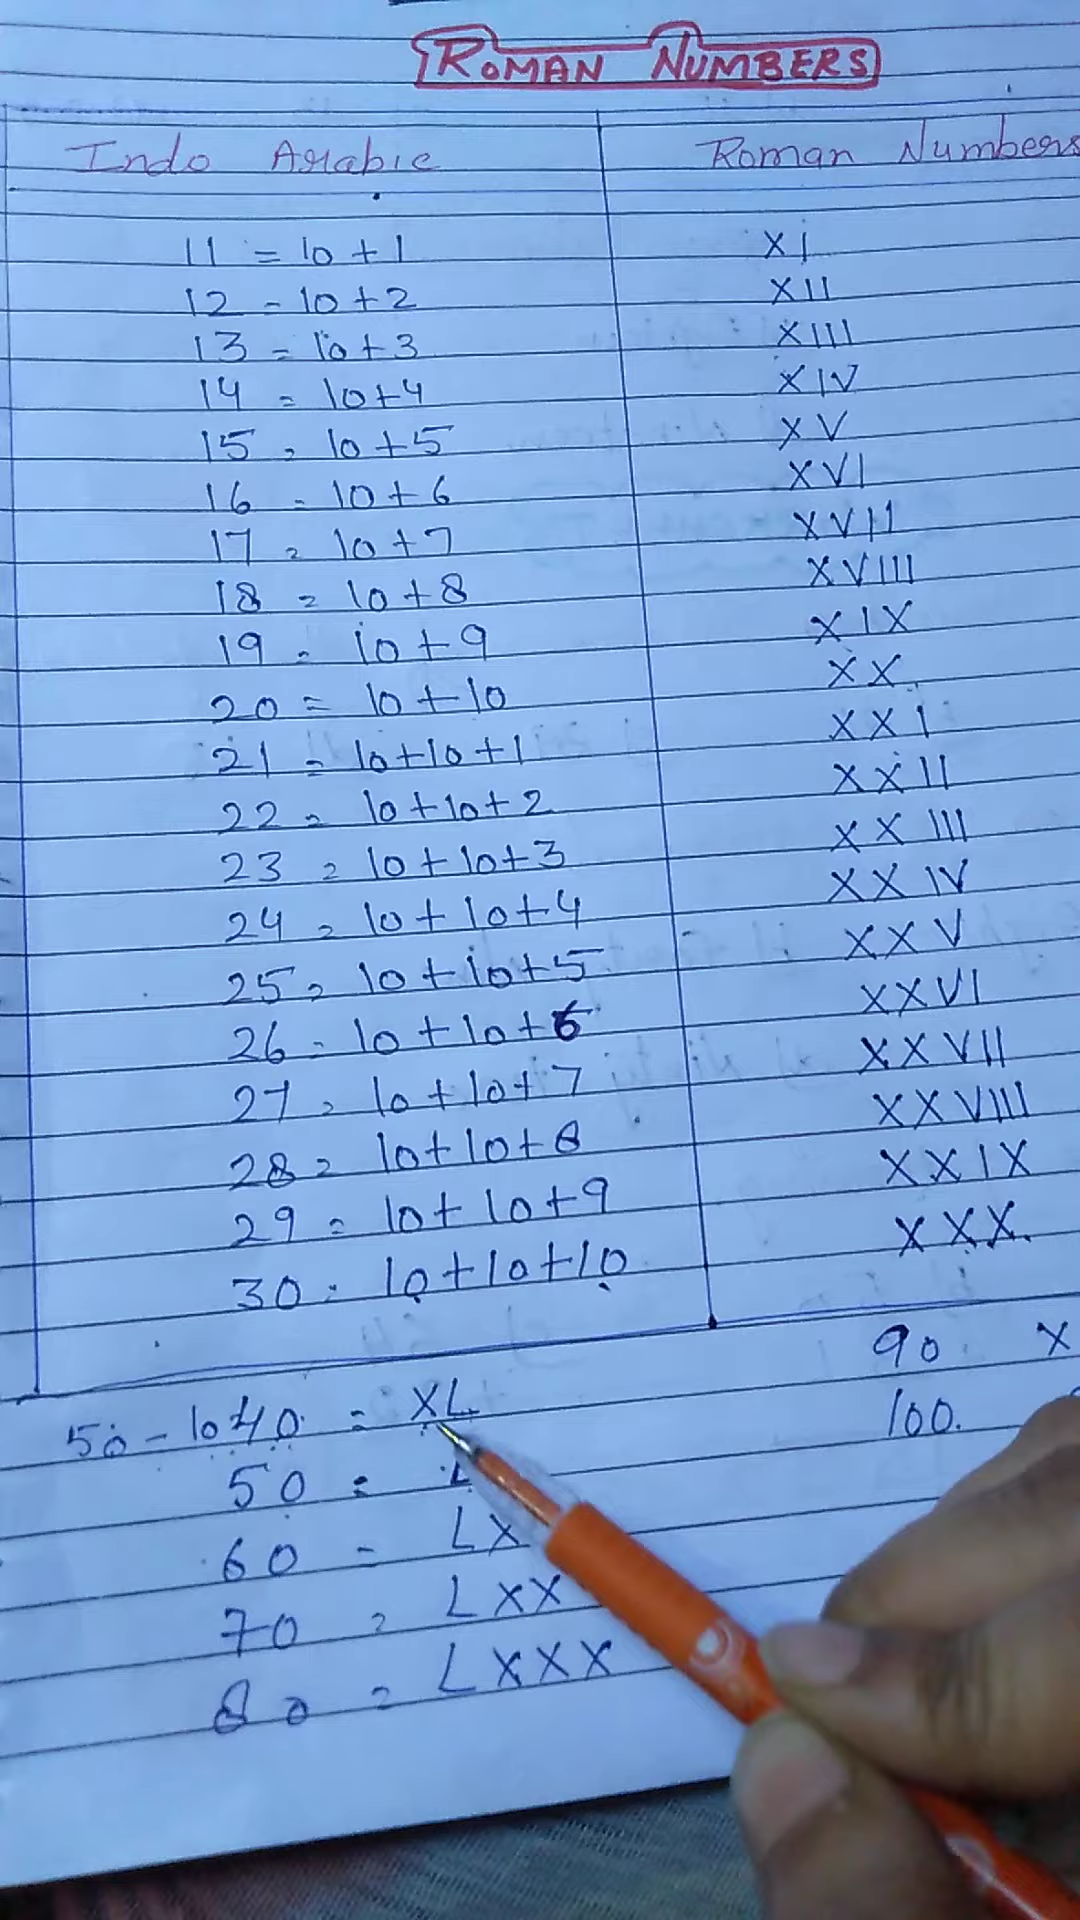 ROMAN NUMBERS
Indo Arabic Roman Numbers
11 = 10 + 1 XI
12 = 10 + 2 XII
13 = 10 + 3 XIII
14 = 10 + 4 XIV
15 = 10 + 5 XV
16 = 10 + 6 XVI
17 = 10 + 7 XVII
18 = 10 + 8 XVIII
19 = 10 + 9 XIX
20 = 10 + 10 XX
21 = 10 + 10 + 1 XXI
22 = 10 + 10 + 2 XXII
23 = 10 + 10 + 3 XXIII
24 = 10 + 10 + 4 XXIV
25 = 10 + 10 + 5 XXV
26 = 10 + 10 + 6 XXVI
27 = 10 + 10 + 7 XXVII
28 = 10 + 10 + 8 XXVIII
29 = 10 + 10 + 9 XXIX
30 = 10 + 10 + 10 XXX
90 X
50 - 10 40 = XL 100
50 = L
60 = LX
70 = LXX
80 = LXXX